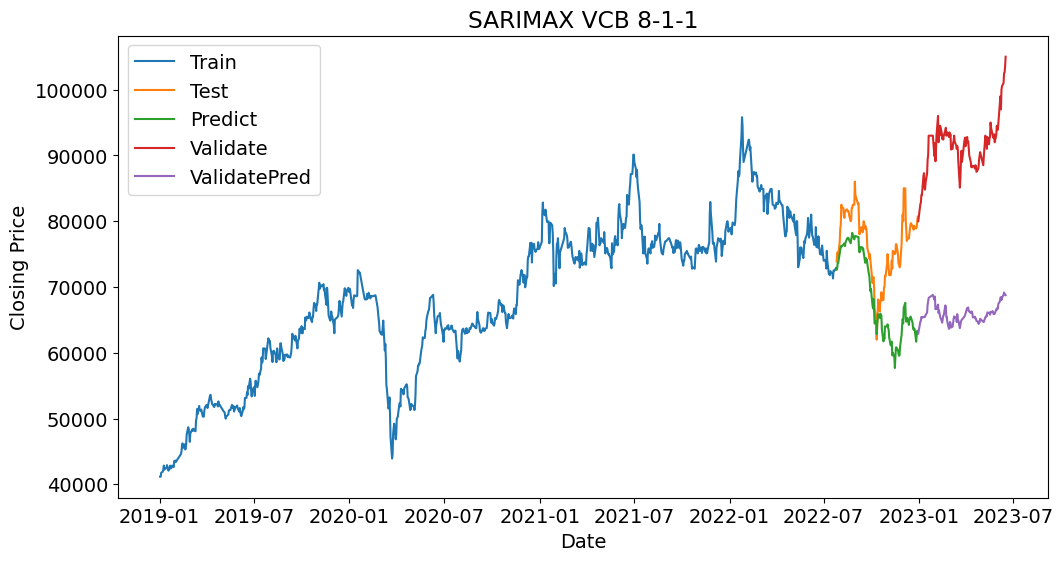 SARIMAX VCB 8-1-1
Train
Test
Predict
Validate
ValidatePred
Closing Price
100000
90000
80000
70000
60000
50000
40000
2019-01 2019-07 2020-01 2020-07 2021-01 2021-07 2022-01 2022-07 2023-01 2023-07
Date